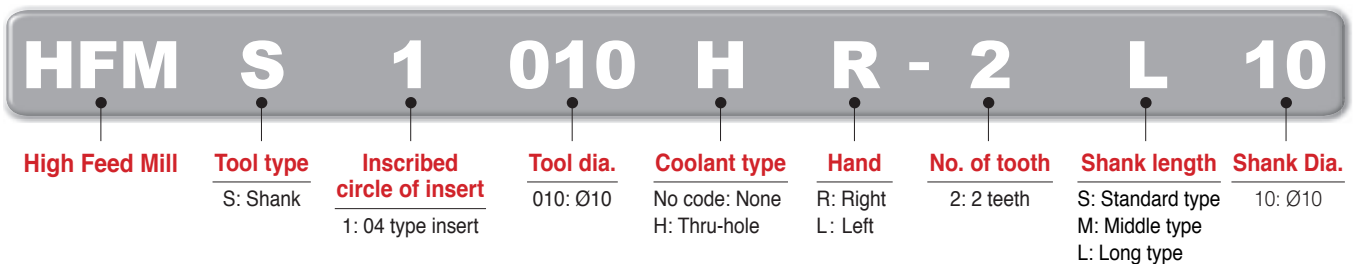 HFM S 1 010 H R - 2 L 10
High Feed Mill
Tool type
S: Shank
Inscribed
circle of insert
1: 04 type insert
Tool dia.
010: Ø10
Coolant type
No code: None
H: Thru-hole
Hand
R: Right
L: Left
No. of tooth
2: 2 teeth
Shank length
S: Standard type
M: Middle type
L: Long type
Shank Dia.
10: Ø10